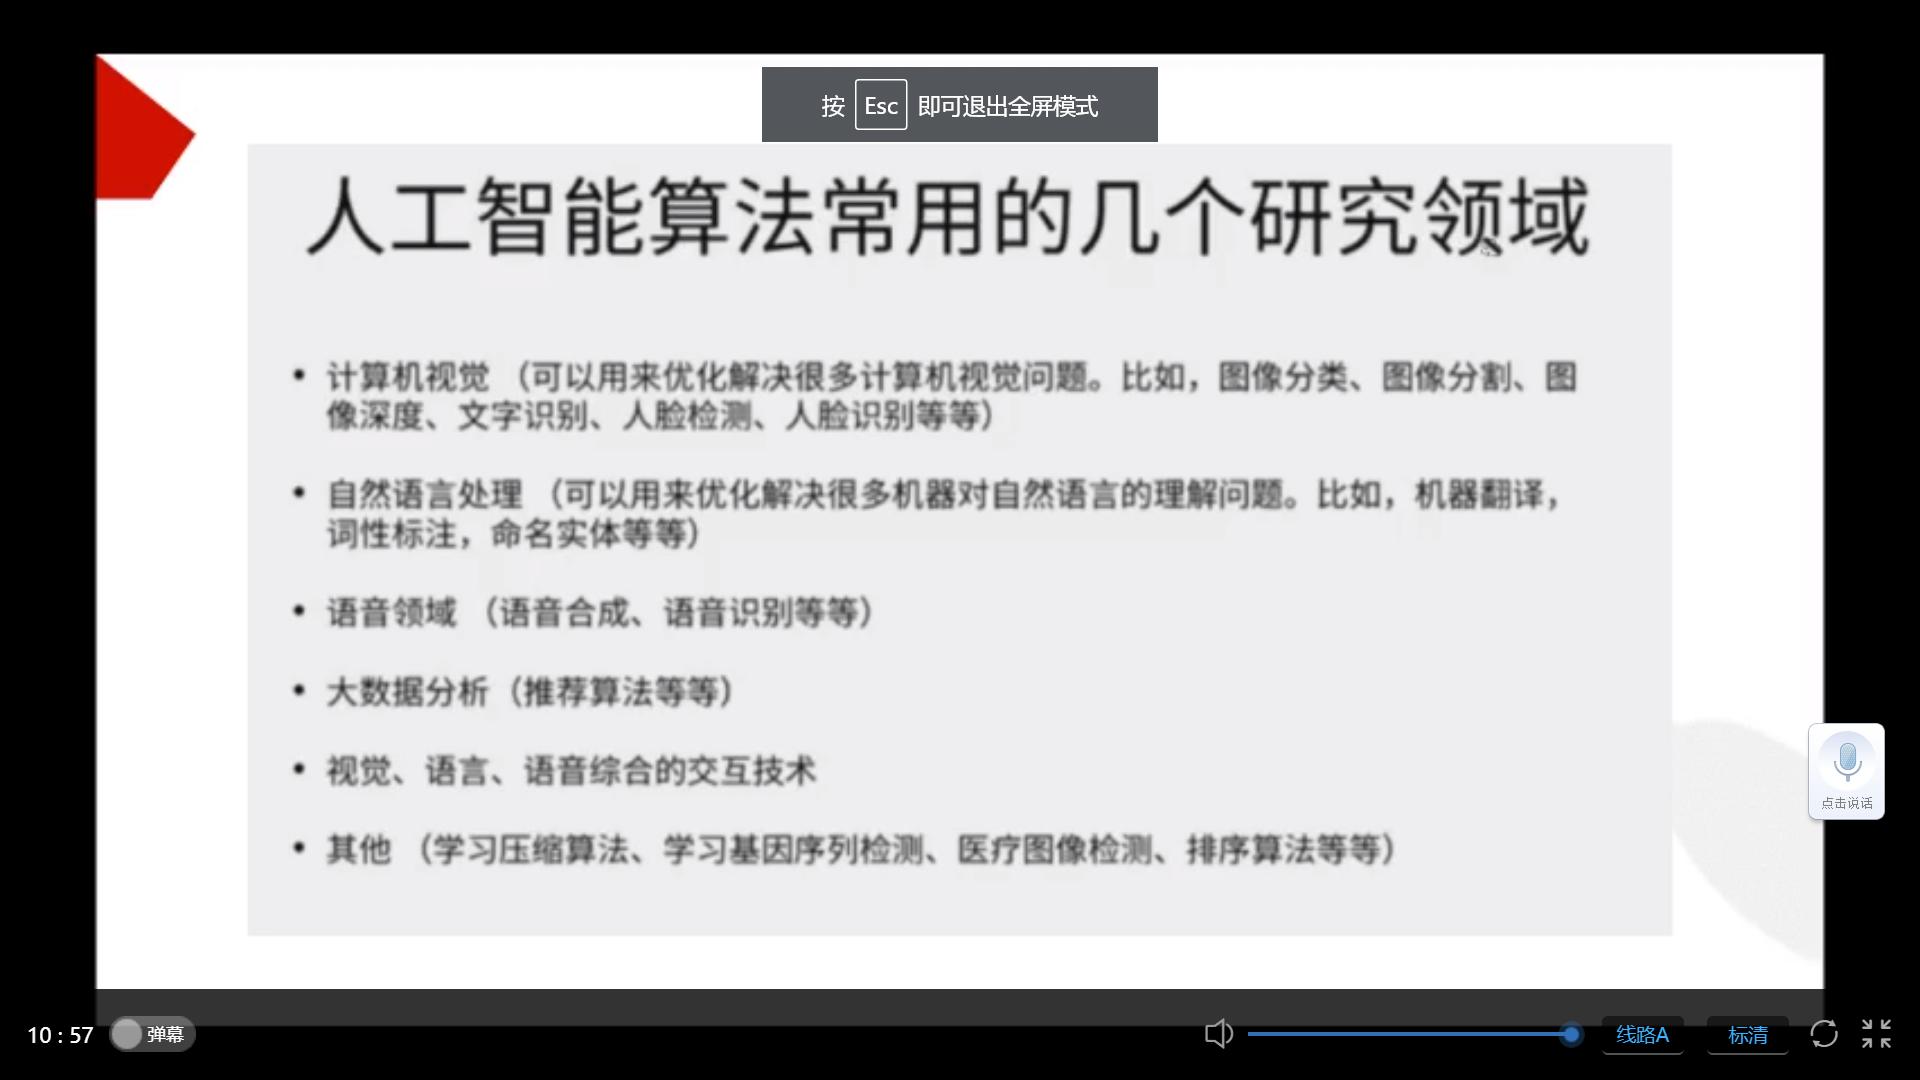 按 Esc 即可退出全屏模式
人工智能算法常用的几个研究领域
• 计算机视觉 （可以用来优化解决很多计算机视觉问题。比如，图像分类、图像分割、图
像深度、文字识别、人脸检测、人脸识别等等）
• 自然语言处理 （可以用来优化解决很多机器对自然语言的理解问题。比如，机器翻译，
词性标注，命名实体等等）
• 语音领域 （语音合成、语音识别等等）
• 大数据分析（推荐算法等等）
• 视觉、语言、语音综合的交互技术
点击说话
• 其他 （学习压缩算法、学习基因序列检测、医疗图像检测、排序算法等等）
10 : 57 弹幕 线路A 标清